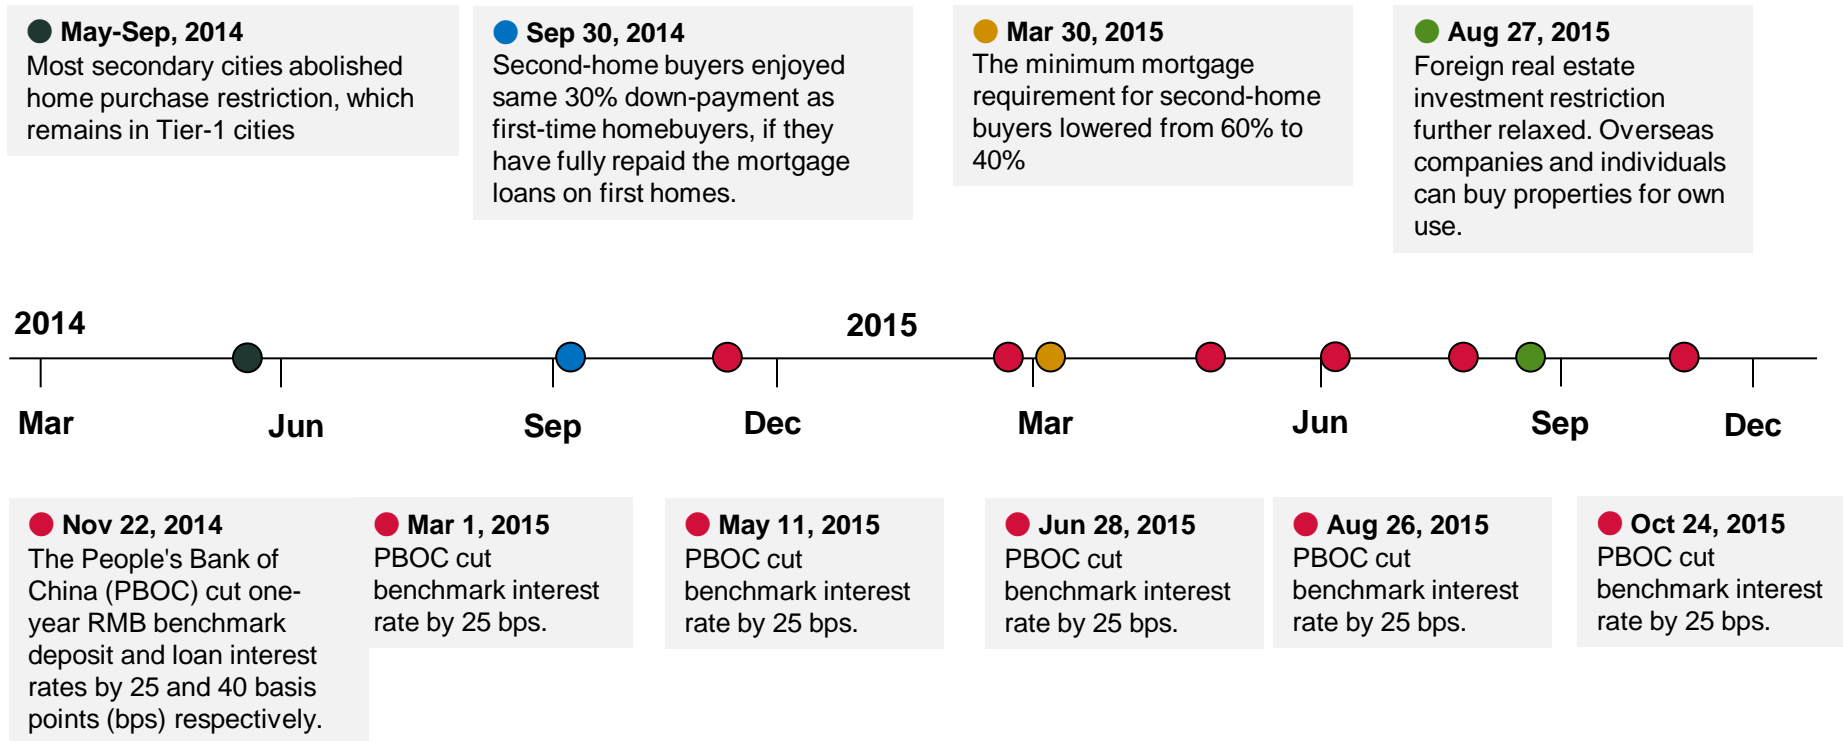 May-Sep, 2014
Most secondary cities abolished
home purchase restriction, which
remains in Tier-1 cities
Sep 30, 2014
Second-home buyers enjoyed
same 30% down-payment as
first-time homebuyers, if they
have fully repaid the mortgage
loans on first homes.
Mar 30, 2015
The minimum mortgage
requirement for second-home
buyers lowered from 60% to
40%
Aug 27, 2015
Foreign real estate
investment restriction
further relaxed. Overseas
companies and individuals
can buy properties for own
use.
2014
2015
Mar
Jun
Sep
Dec
Mar
Jun
Sep
Dec
Nov 22, 2014
The People's Bank of
China (PBOC) cut one-
year RMB benchmark
deposit and loan interest
rates by 25 and 40 basis
points (bps) respectively.
Mar 1, 2015
PBOC cut
benchmark interest
rate by 25 bps.
May 11, 2015
PBOC cut
benchmark interest
rate by 25 bps.
Jun 28, 2015
PBOC cut
benchmark interest
rate by 25 bps.
Aug 26, 2015
PBOC cut
benchmark interest
rate by 25 bps.
Oct 24, 2015
PBOC cut
benchmark interest
rate by 25 bps.